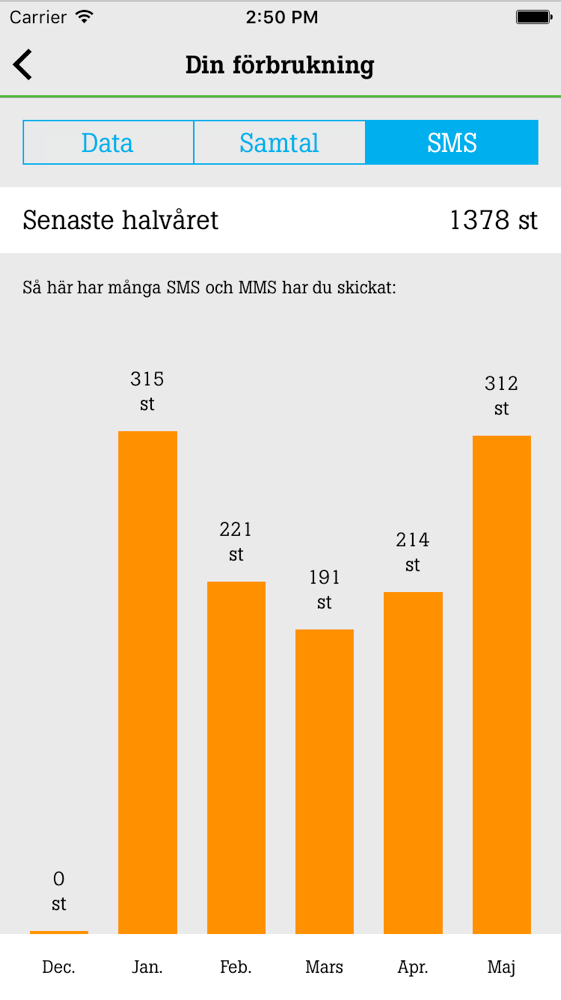 Carrier 2:50 PM
Din förbrukning
Data Samtal SMS
Senaste halvåret 1378 st
Så här har många SMS och MMS har du skickat:
315
st
312
st
221
st
214
st
191
st
0
st
Dec. Jan. Feb. Mars Apr. Maj